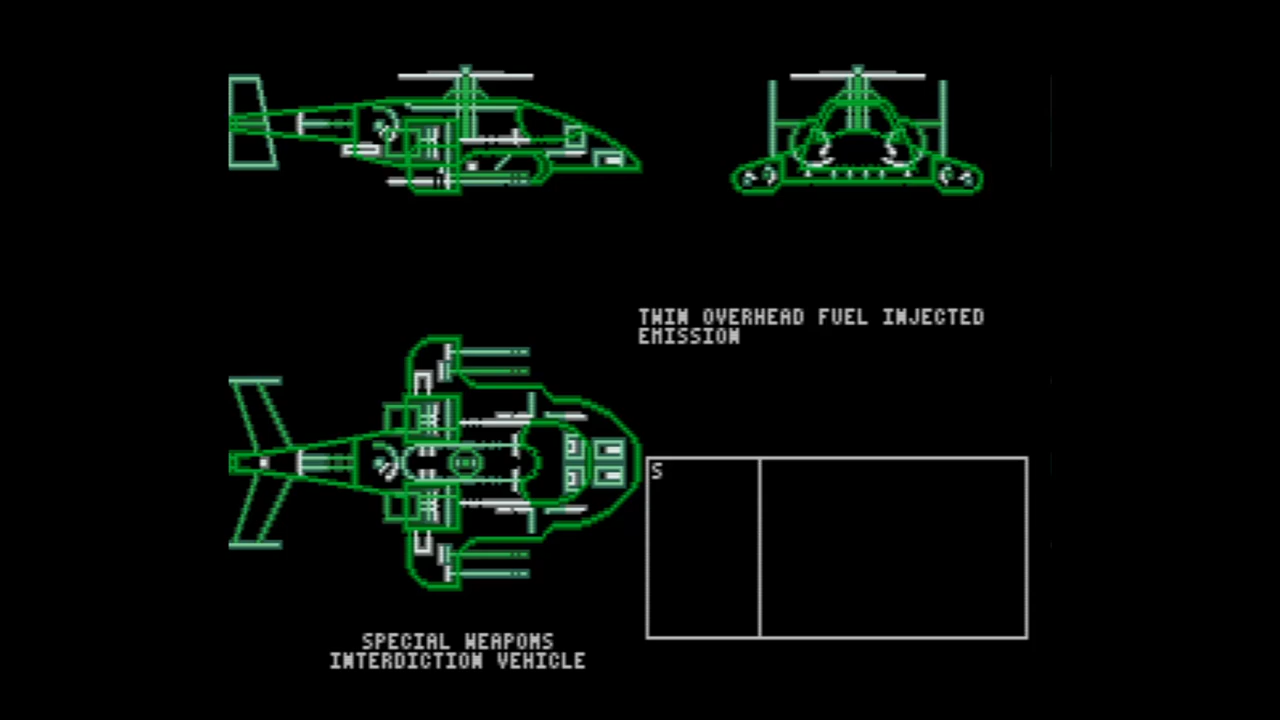 TWIN OVERHEAD FUEL INJECTED
EMISSION
S
SPECIAL WEAPONS
INTERDICTION VEHICLE